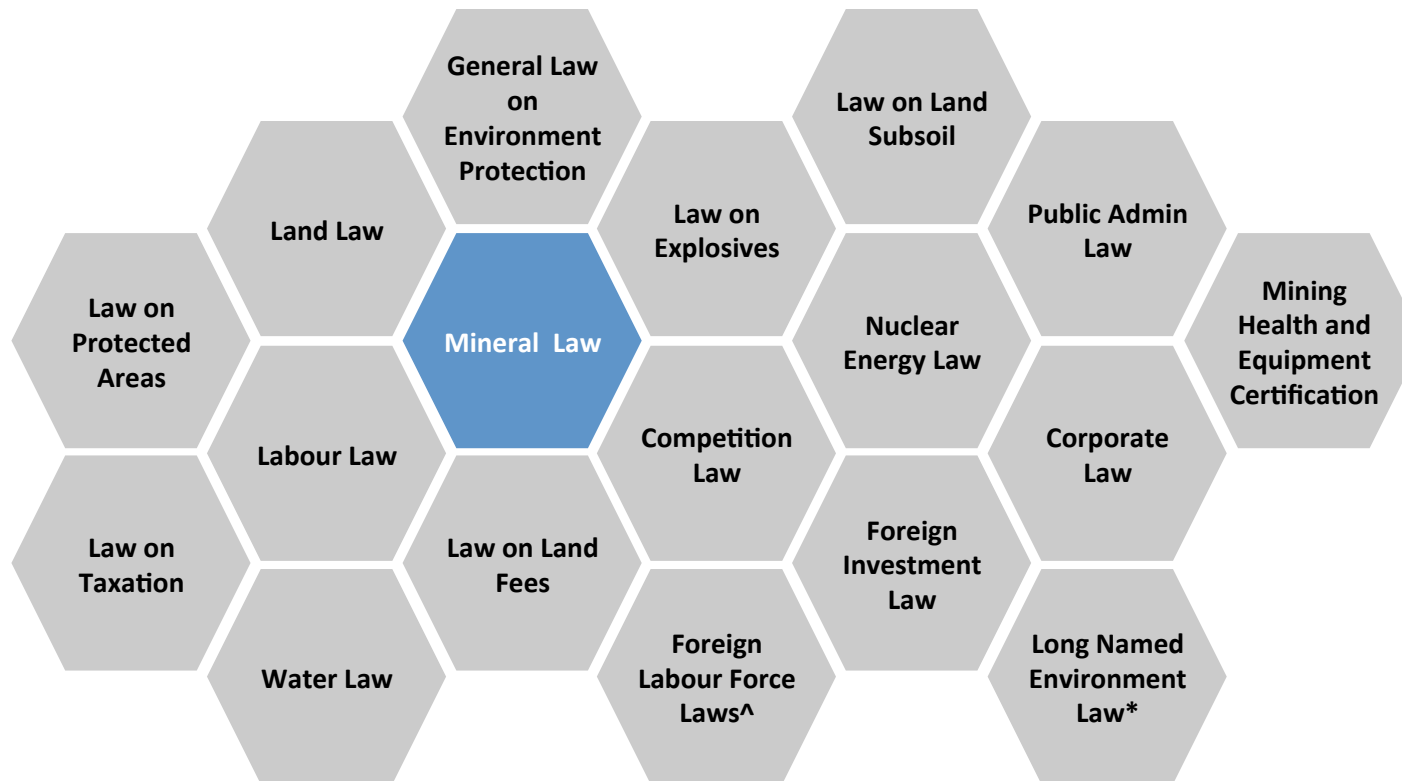 General Law
on
Environment
Protection
Law on Land
Subsoil
Land Law
Law on
Explosives
Public Admin
Law
Law on
Protected
Areas
Mineral  Law
Nuclear
Energy Law
Mining
Health and
Equipment
Certification
Labour Law
Competition
Law
Corporate
Law
Law on
Taxation
Law on Land
Fees
Foreign
Investment
Law
Water Law
Foreign
Labour Force
Laws^
Long Named
Environment
Law*